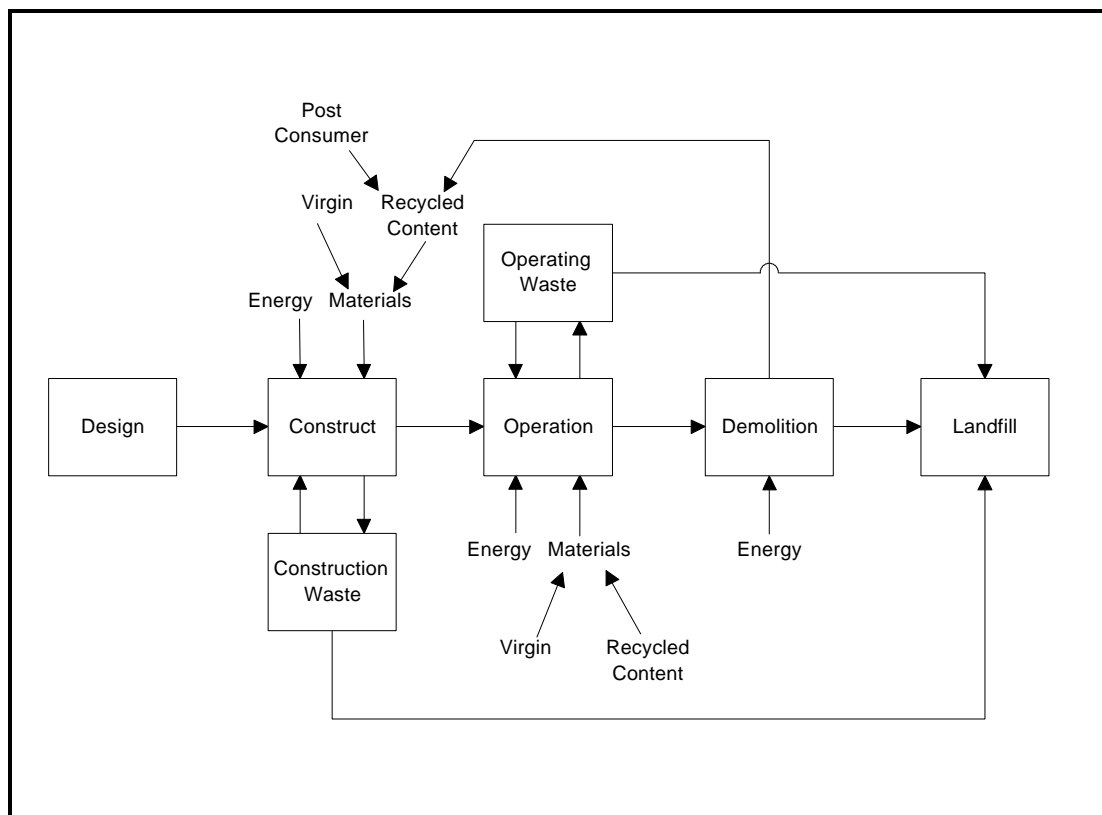 Post
Consumer
Virgin
Recycled
Content
Operating
Waste
Energy
Materials
Design
Construct
Operation
Demolition
Landfill
Energy
Materials
Energy
Construction
Waste
Virgin
Recycled
Content